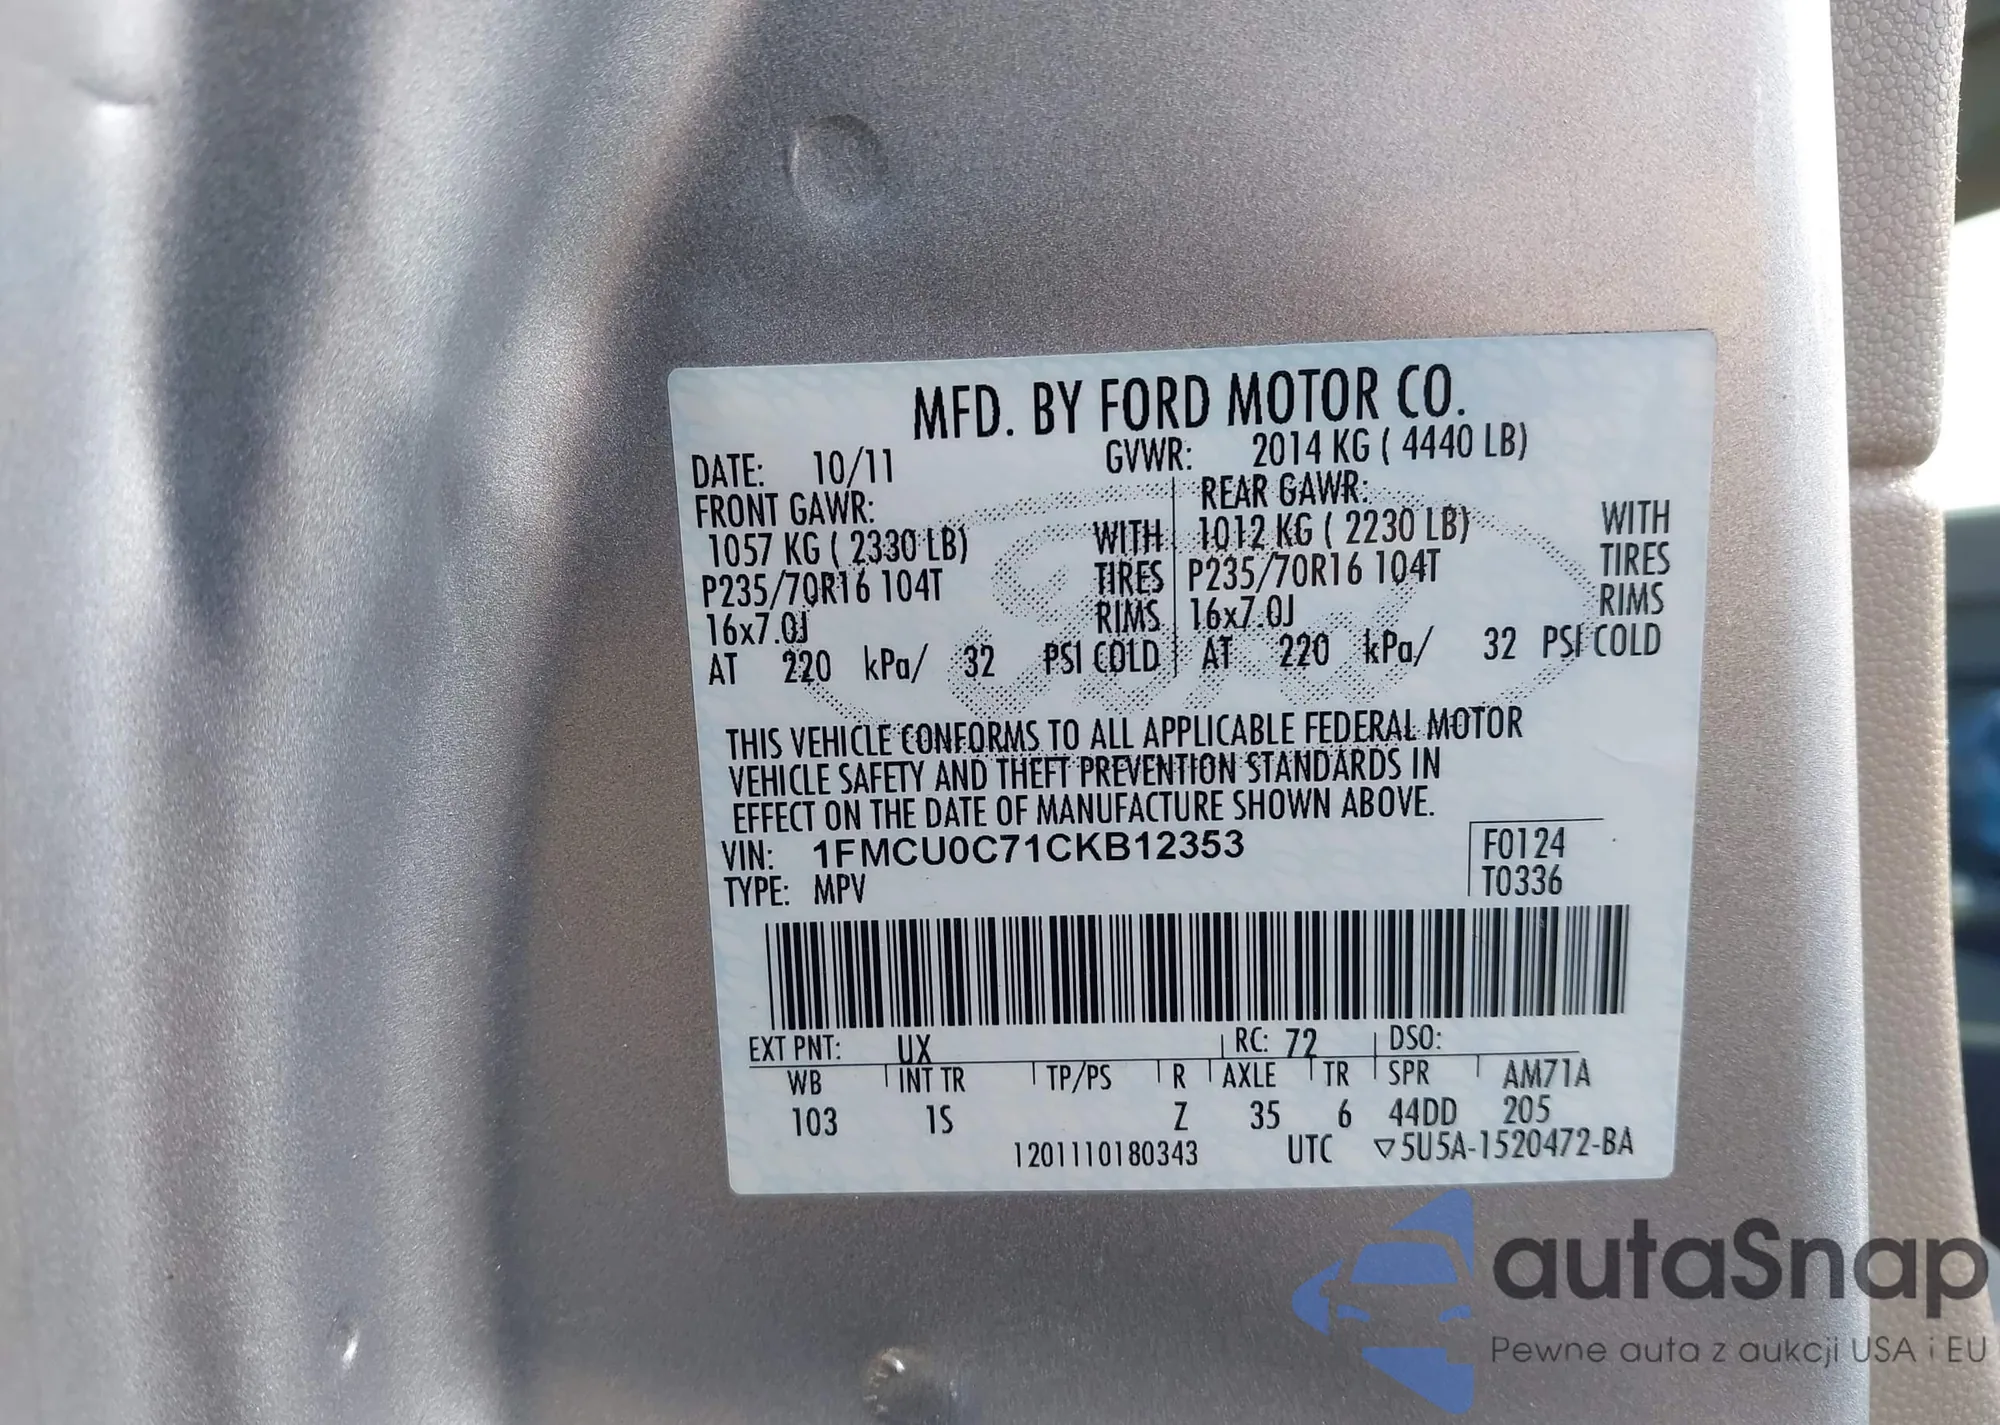 MFD. BY FORD MOTOR CO.
DATE: 10/11 GVWR: 2014 KG ( 4440 LB)
FRONT GAWR: REAR GAWR:
1057 KG ( 2330 LB) WITH 1012 KG ( 2230 LB) WITH
P235/70R16 104T TIRES P235/70R16 104T TIRES
16x7.0J RIMS 16x7.0J RIMS
AT 220 kPa/ 32 PSI COLD AT 220 kPa/ 32 PSI COLD
THIS VEHICLE CONFORMS TO ALL APPLICABLE FEDERAL MOTOR
VEHICLE SAFETY AND THEFT PREVENTION STANDARDS IN
EFFECT ON THE DATE OF MANUFACTURE SHOWN ABOVE.
VIN: 1FMCU0C71CKB12353 F0124
TYPE: MPV T0336
EXT PNT: UX RC: 72 DSO:
WB INT TR TP/PS R AXLE TR SPR AM71A
103 1S Z 35 6 44DD 205
1201110180343 UTC ▽5U5A-1520472-BA
autaSnap
Pewne auta z aukcji USA i EU